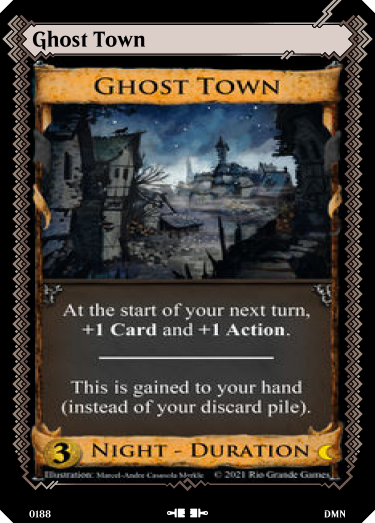 Ghost Town
GHOST TOWN
At the start of your next turn,
+1 Card and +1 Action.
This is gained to your hand
(instead of your discard pile).
3 NIGHT - DURATION
Illustration: Marcel-Andre Casasola Merkle © 2021 Rio Grande Games
0188 DMN